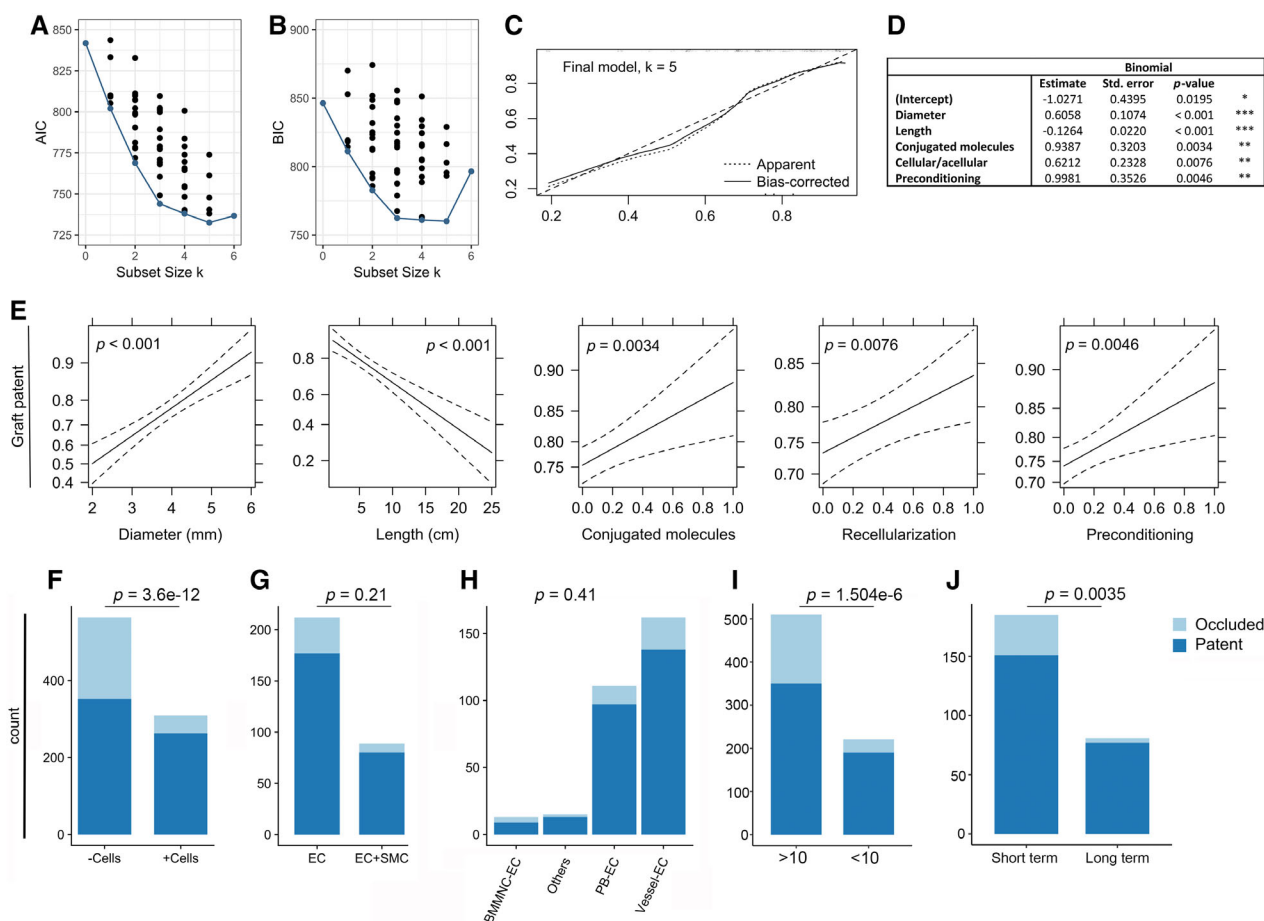 A
AIC
850
825
800
775
750
725
0
2
4
6
Subset Size k
B
BIC
900
850
800
750
0
2
4
6
Subset Size k
C
Final model, k = 5
0.8
0.6
0.4
0.2
0.2
0.4
0.6
0.8
Apparent
Bias-corrected
D
Binomial
Estimate Std. error p-value
(Intercept) -1.0271 0.4395 0.0195 *
Diameter 0.6058 0.1074 < 0.001 ***
Length -0.1264 0.0220 < 0.001 ***
Conjugated molecules 0.9387 0.3203 0.0034 **
Cellular/acellular 0.6212 0.2328 0.0076 **
Preconditioning 0.9981 0.3526 0.0046 **
E
Graft patent
p < 0.001
0.9
0.8
0.7
0.6
0.5
0.4
2 3 4 5 6
Diameter (mm)
p < 0.001
0.8
0.6
0.4
0.2
5 10 15 20 25
Length (cm)
p = 0.0034
0.90
0.85
0.80
0.75
0.0 0.2 0.4 0.6 0.8 1.0
Conjugated molecules
p = 0.0076
0.85
0.80
0.75
0.70
0.0 0.2 0.4 0.6 0.8 1.0
Recellularization
p = 0.0046
0.90
0.85
0.80
0.75
0.70
0.0 0.2 0.4 0.6 0.8 1.0
Preconditioning
count
F
p = 3.6e-12
400
200
0
-Cells +Cells
G
p = 0.21
200
150
100
50
0
EC EC+SMC
H
p = 0.41
150
100
50
0
BMMNC-EC
Others
PB-EC
Vessel-EC
I
p = 1.504e-6
500
400
300
200
100
0
>10 <10
J
p = 0.0035
150
100
50
0
Short term Long term
Occluded
Patent